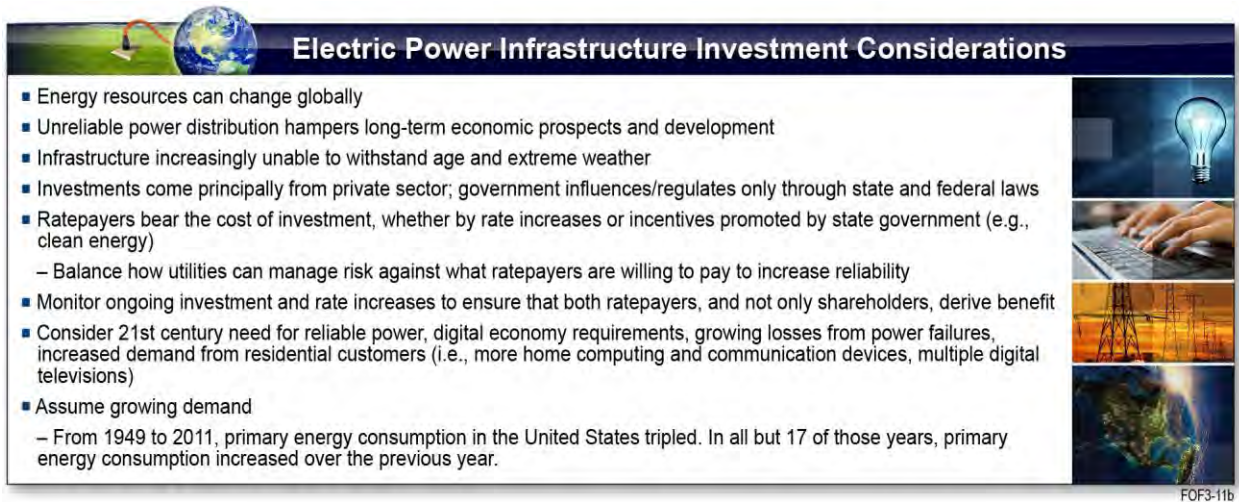 Electric Power Infrastructure Investment Considerations
▪ Energy resources can change globally
▪ Unreliable power distribution hampers long-term economic prospects and development
▪ Infrastructure increasingly unable to withstand age and extreme weather
▪ Investments come principally from private sector; government influences/regulates only through state and federal laws
▪ Ratepayers bear the cost of investment, whether by rate increases or incentives promoted by state government (e.g.,
clean energy)
– Balance how utilities can manage risk against what ratepayers are willing to pay to increase reliability
▪ Monitor ongoing investment and rate increases to ensure that both ratepayers, and not only shareholders, derive benefit
▪ Consider 21st century need for reliable power, digital economy requirements, growing losses from power failures,
increased demand from residential customers (i.e., more home computing and communication devices, multiple digital
televisions)
▪ Assume growing demand
– From 1949 to 2011, primary energy consumption in the United States tripled. In all but 17 of those years, primary
energy consumption increased over the previous year.
FOF3-11b